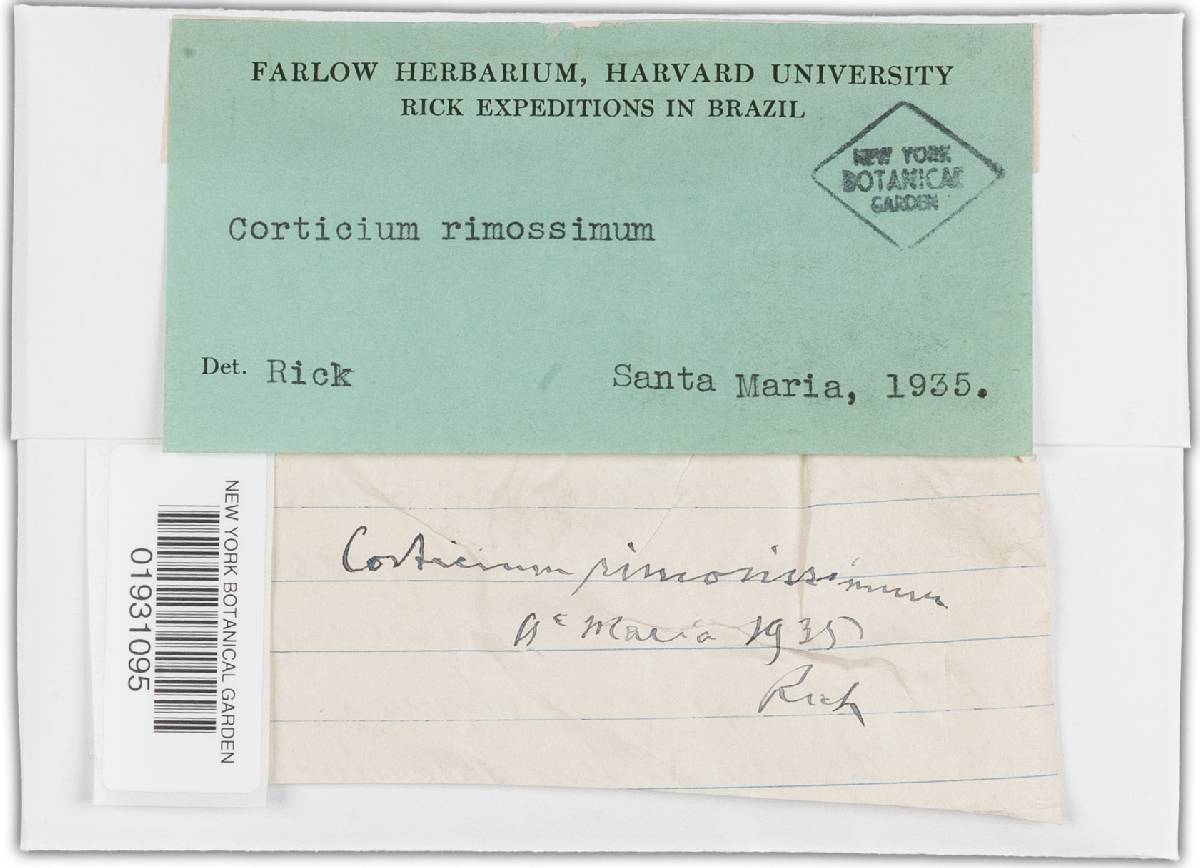 FARLOW HERBARIUM, HARVARD UNIVERSITY
RICK EXPEDITIONS IN BRAZIL
NEW YORK
BOTANICAL
GARDEN
Corticium rimossimum
Det. Rick
Santa Maria, 1935.
NEW YORK BOTANICAL GARDEN
01931095
Corticium rimosissimum
Maria 1935
Rick